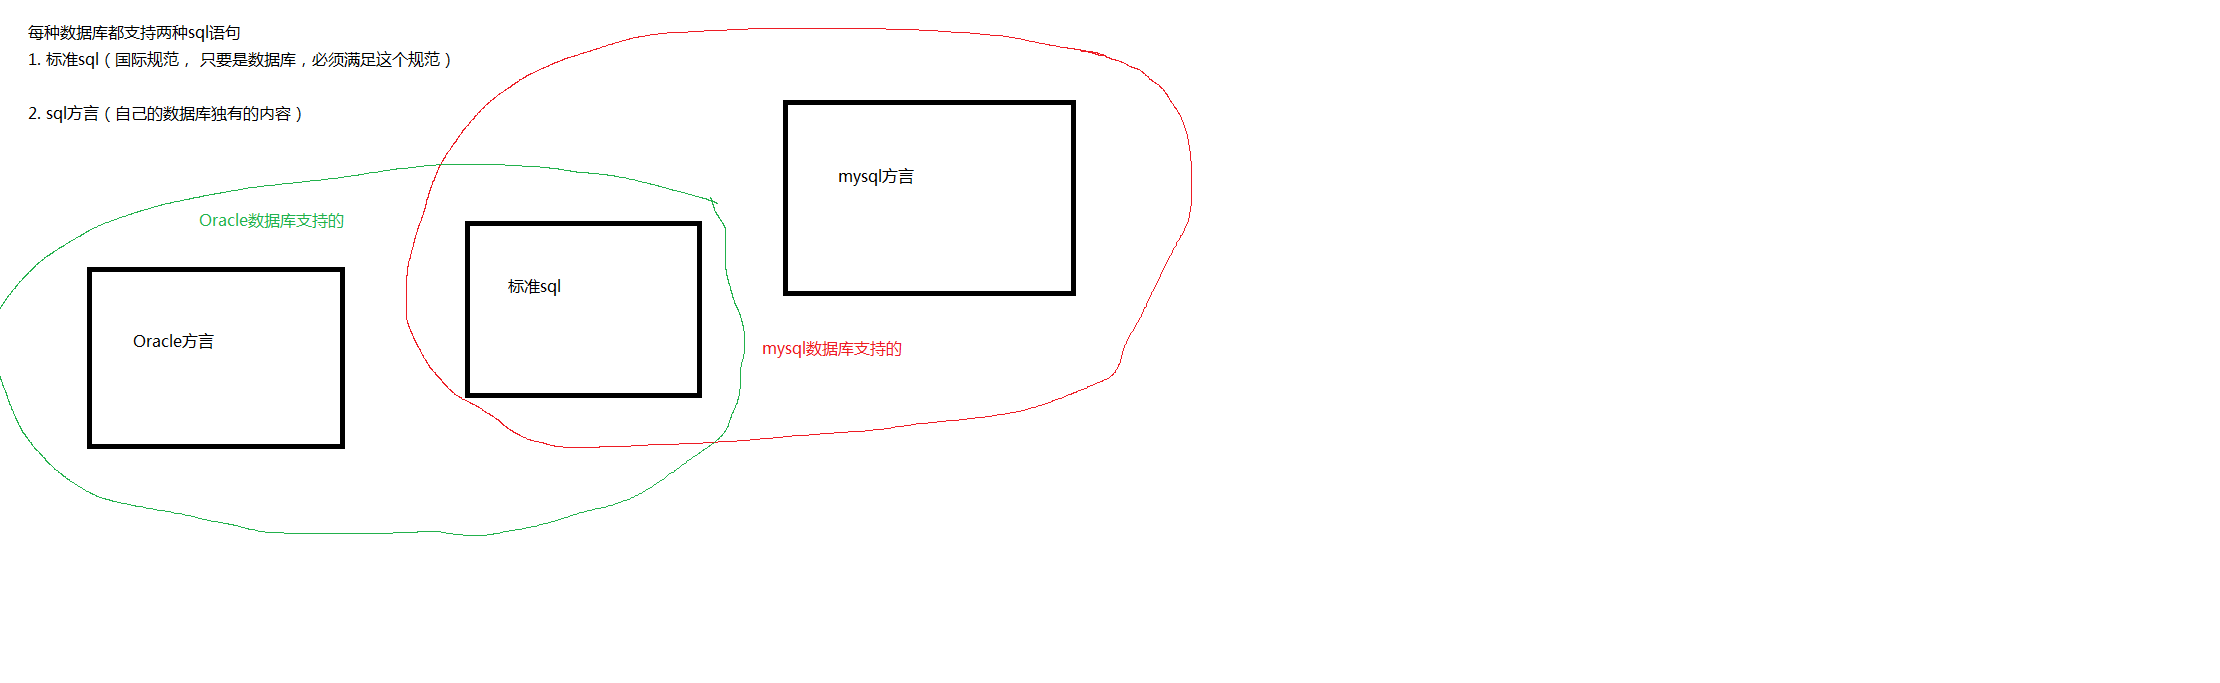 每种数据库都支持两种sql语句
1. 标准sql（国际规范， 只要是数据库，必须满足这个规范）
2. sql方言（自己的数据库独有的内容）
mysql方言
Oracle数据库支持的
标准sql
Oracle方言
mysql数据库支持的